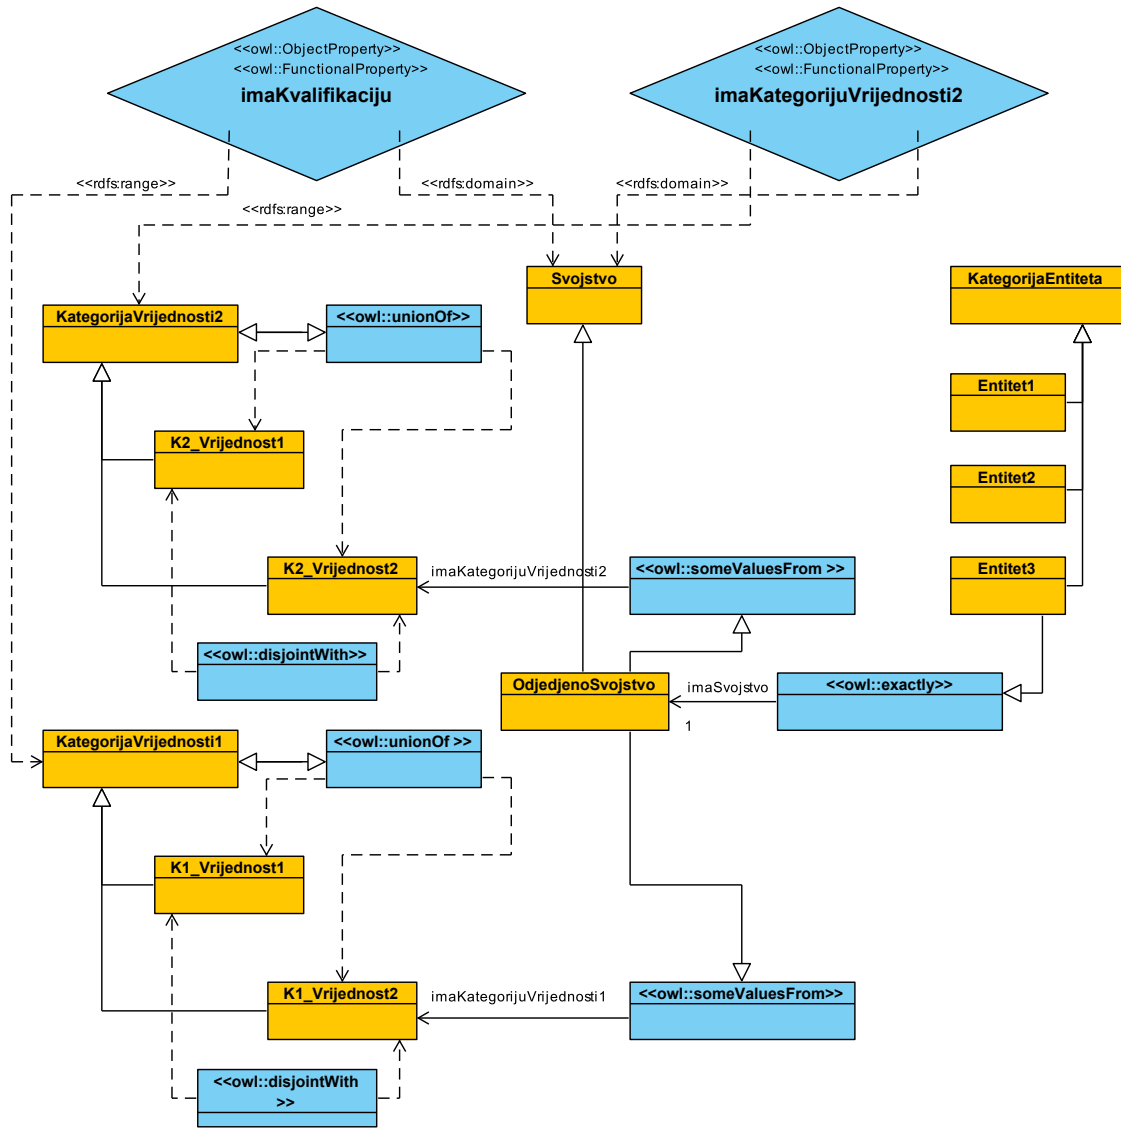 <<owl::ObjectProperty>>
<<owl::FunctionalProperty>>
imaKvalifikaciju
<<owl::ObjectProperty>>
<<owl::FunctionalProperty>>
imaKategorijuVrijednosti2
<<rdfs:range>>
<<rdfs:domain>>
<<rdfs:domain>>
<<rdfs:range>>
Svojstvo
KategorijaEntiteta
KategorijaVrijednosti2
<<owl::unionOf>>
Entitet1
K2_Vrijednost1
Entitet2
K2_Vrijednost2
imaKategorijuVrijednosti2
<<owl::someValuesFrom >>
Entitet3
<<owl::disjointWith>>
OdjedjenoSvojstvo
imaSvojstvo
1
<<owl::exactly>>
KategorijaVrijednosti1
<<owl::unionOf >>
K1_Vrijednost1
K1_Vrijednost2
imaKategorijuVrijednosti1
<<owl::someValuesFrom>>
<<owl::disjointWith
>>